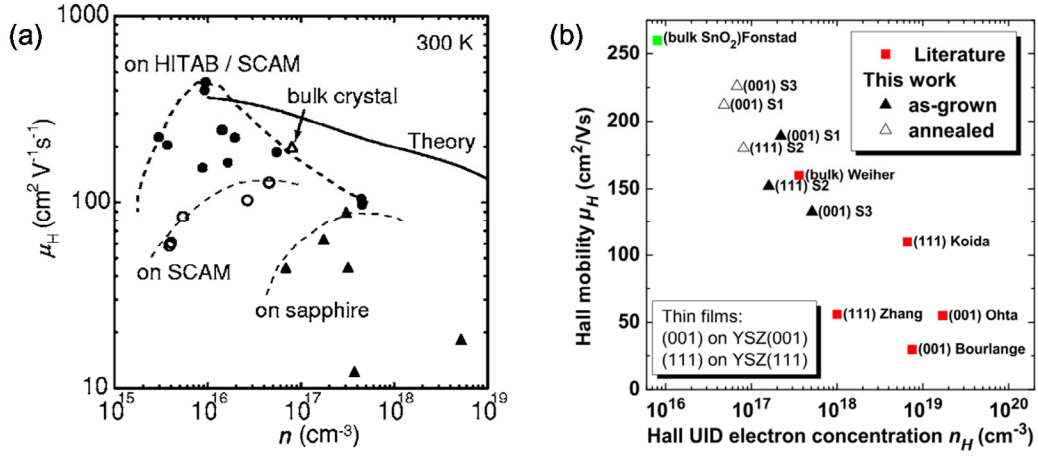 (a)
1000
100
10
μH (cm² V⁻¹s⁻¹)
300 K
on HITAB / SCAM
bulk crystal
Theory
on SCAM
on sapphire
10¹⁵ 10¹⁶ 10¹⁷ 10¹⁸ 10¹⁹
n (cm⁻³)
(b)
250
200
150
100
50
0
Hall mobility μH (cm²/Vs)
(bulk SnO₂)Fonstad
Literature
This work
as-grown
annealed
(001) S3
(001) S1
(001) S1
(111) S2
(bulk) Weiher
(111) S2
(001) S3
(111) Koida
(111) Zhang
(001) Ohta
(001) Bourlange
Thin films:
(001) on YSZ(001)
(111) on YSZ(111)
10¹⁶ 10¹⁷ 10¹⁸ 10¹⁹ 10²⁰
Hall UID electron concentration nH (cm⁻³)